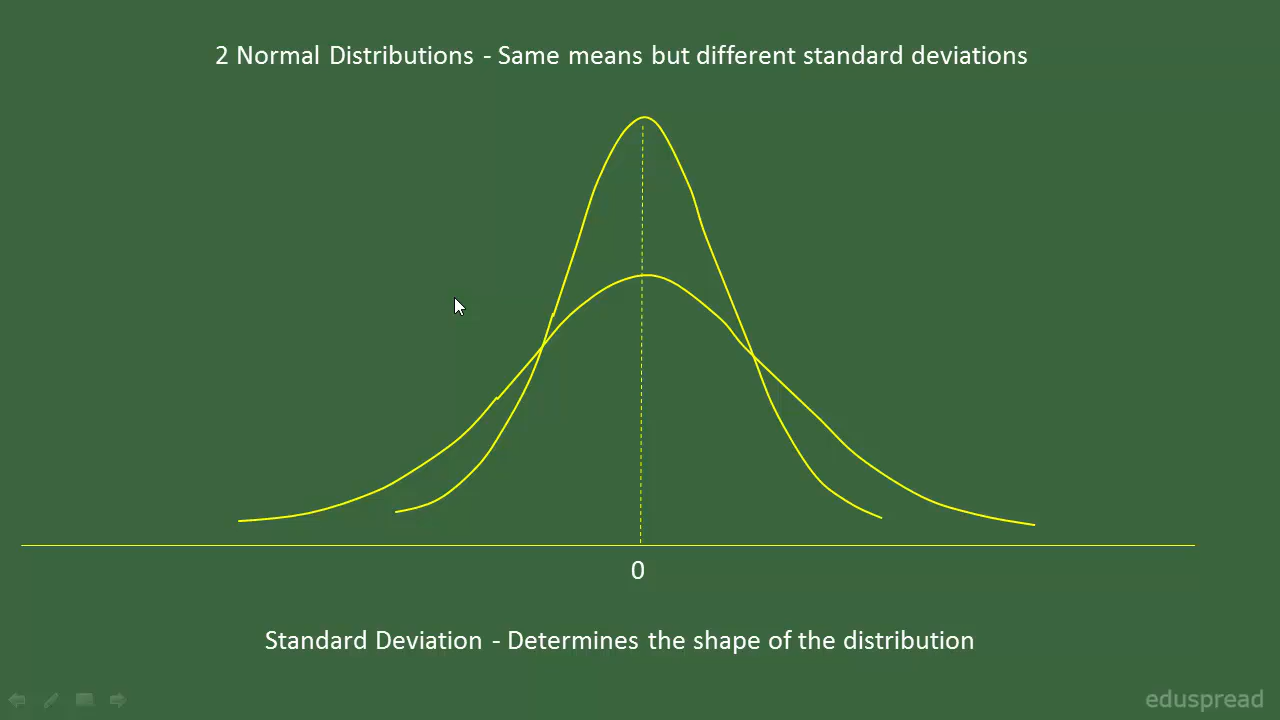 2 Normal Distributions - Same means but different standard deviations
0
Standard Deviation - Determines the shape of the distribution
eduspread